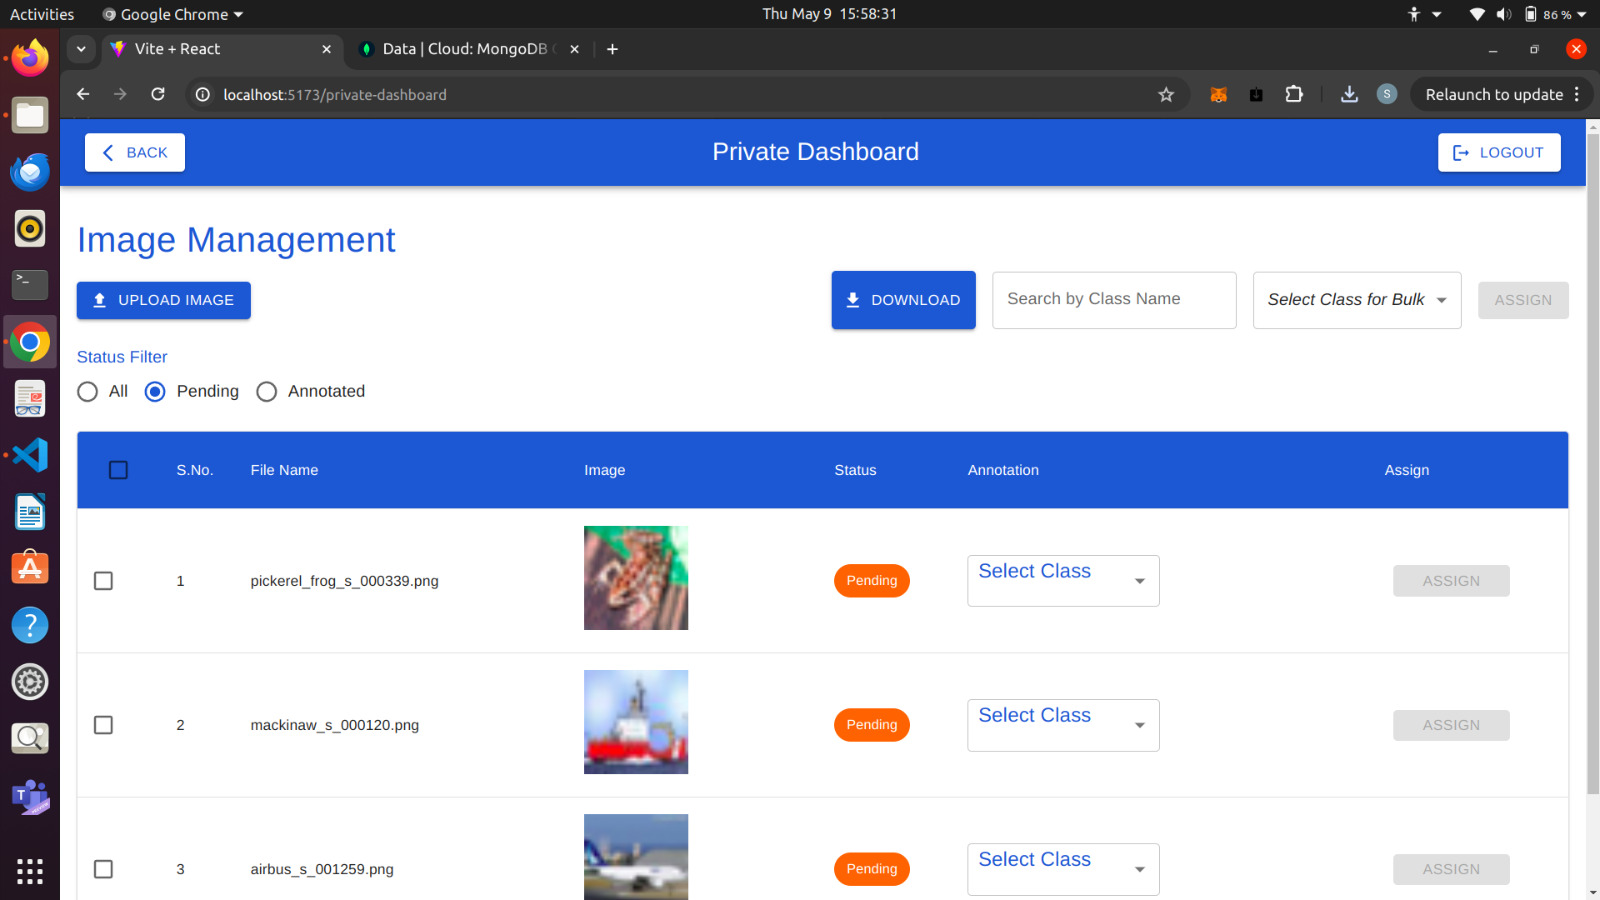 Activities Google Chrome Thu May 9 15:58:31 86 %
Vite + React Data | Cloud: MongoDB
localhost:5173/private-dashboard S Relaunch to update
BACK Private Dashboard LOGOUT
Image Management
UPLOAD IMAGE DOWNLOAD Search by Class Name Select Class for Bulk ASSIGN
Status Filter
All Pending Annotated
S.No. File Name Image Status Annotation Assign
1 pickerel_frog_s_000339.png Pending Select Class ASSIGN
2 mackinaw_s_000120.png Pending Select Class ASSIGN
3 airbus_s_001259.png Pending Select Class ASSIGN